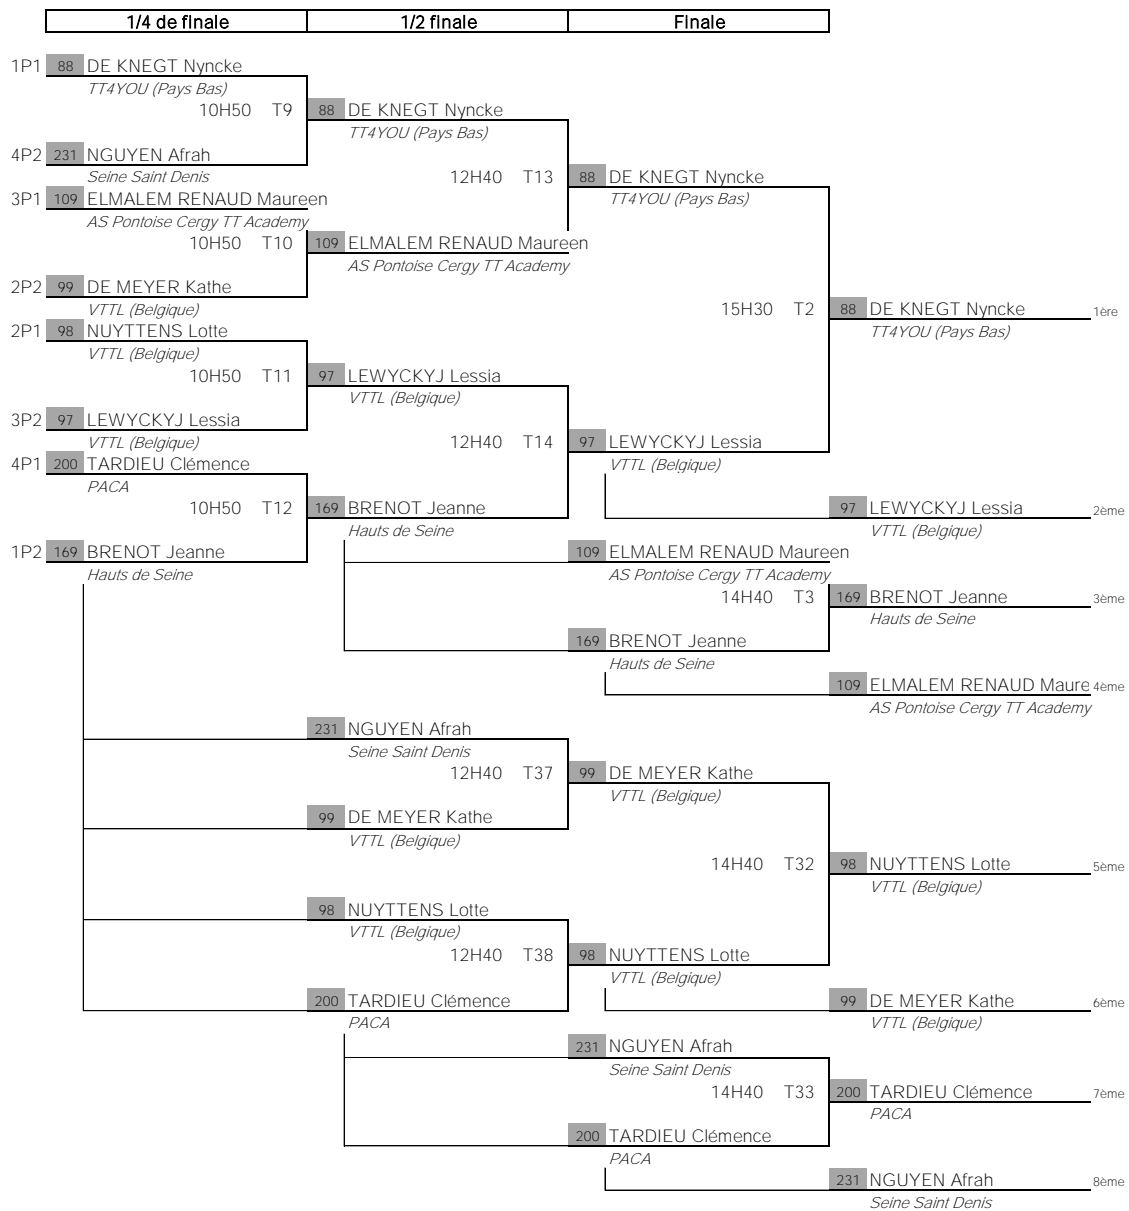 1/4 de finale 1/2 finale Finale
1P1 88 DE KNEGT Nyncke
TT4YOU (Pays Bas)
10H50 T9 88 DE KNEGT Nyncke
TT4YOU (Pays Bas)
4P2 231 NGUYEN Afrah
Seine Saint Denis 12H40 T13 88 DE KNEGT Nyncke
3P1 109 ELMALEM RENAUD Maureen TT4YOU (Pays Bas)
AS Pontoise Cergy TT Academy
10H50 T10 109 ELMALEM RENAUD Maureen
AS Pontoise Cergy TT Academy
2P2 99 DE MEYER Kathe
VTTL (Belgique) 15H30 T2 88 DE KNEGT Nyncke 1ère
2P1 98 NUYTTENS Lotte TT4YOU (Pays Bas)
VTTL (Belgique)
10H50 T11 97 LEWYCKYJ Lessia
VTTL (Belgique)
3P2 97 LEWYCKYJ Lessia
VTTL (Belgique) 12H40 T14 97 LEWYCKYJ Lessia
4P1 200 TARDIEU Clémence VTTL (Belgique)
PACA
10H50 T12 169 BRENOT Jeanne 97 LEWYCKYJ Lessia 2ème
Hauts de Seine VTTL (Belgique)
1P2 169 BRENOT Jeanne 109 ELMALEM RENAUD Maureen
Hauts de Seine AS Pontoise Cergy TT Academy
14H40 T3 169 BRENOT Jeanne 3ème
Hauts de Seine
169 BRENOT Jeanne
Hauts de Seine
109 ELMALEM RENAUD Maure 4ème
AS Pontoise Cergy TT Academy
231 NGUYEN Afrah
Seine Saint Denis
12H40 T37 99 DE MEYER Kathe
VTTL (Belgique)
99 DE MEYER Kathe
VTTL (Belgique)
14H40 T32 98 NUYTTENS Lotte 5ème
VTTL (Belgique)
98 NUYTTENS Lotte
VTTL (Belgique)
12H40 T38 98 NUYTTENS Lotte
VTTL (Belgique)
200 TARDIEU Clémence 99 DE MEYER Kathe 6ème
PACA VTTL (Belgique)
231 NGUYEN Afrah
Seine Saint Denis
14H40 T33 200 TARDIEU Clémence 7ème
PACA
200 TARDIEU Clémence
PACA
231 NGUYEN Afrah 8ème
Seine Saint Denis